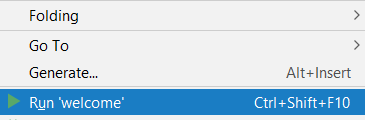 Folding
Go To
Generate... Alt+Insert
Run 'welcome' Ctrl+Shift+F10